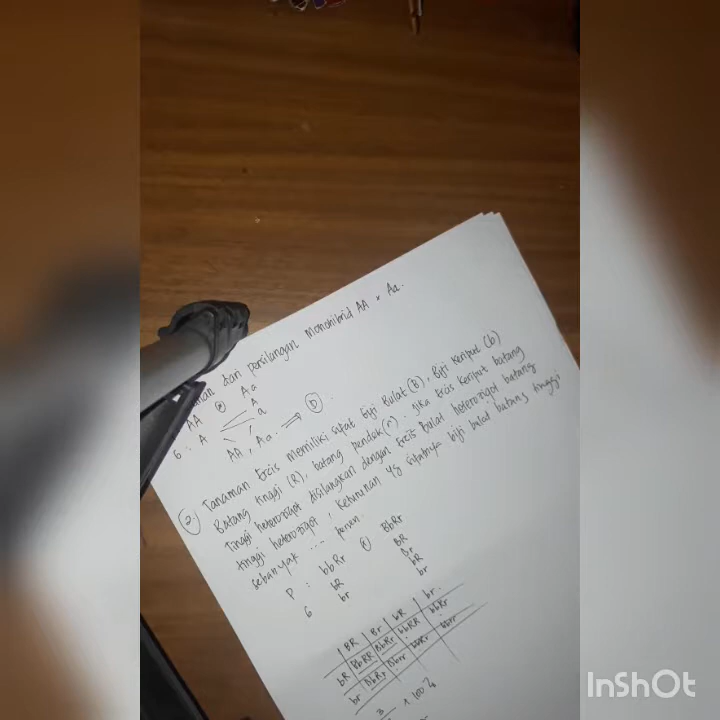 dari persilangan Monohibrid AA x Aa.
AA ⊗ Aa
G : A A
a
AA, Aa. ⟹ D
2. Tanaman Ercis memiliki sifat Biji Bulat (B), Biji keriput (b)
Batang tinggi (R), batang pendek (r). Jika Ercis keriput batang
Tinggi heterozigot disilangkan dengan Ercis bulat heterozigot batang
tinggi heterozigot, keturunan yg sifatnya biji bulat batang tinggi
sebanyak ... persen.
P = bbRr ⊗ BbRr
G bR BR
br Br
bR
br
BR Br bR br.
bR BbRR BbRr bbRR bbRr
br BbRr Bbrr bbRr bbrr
3 x 100 %
InShOt